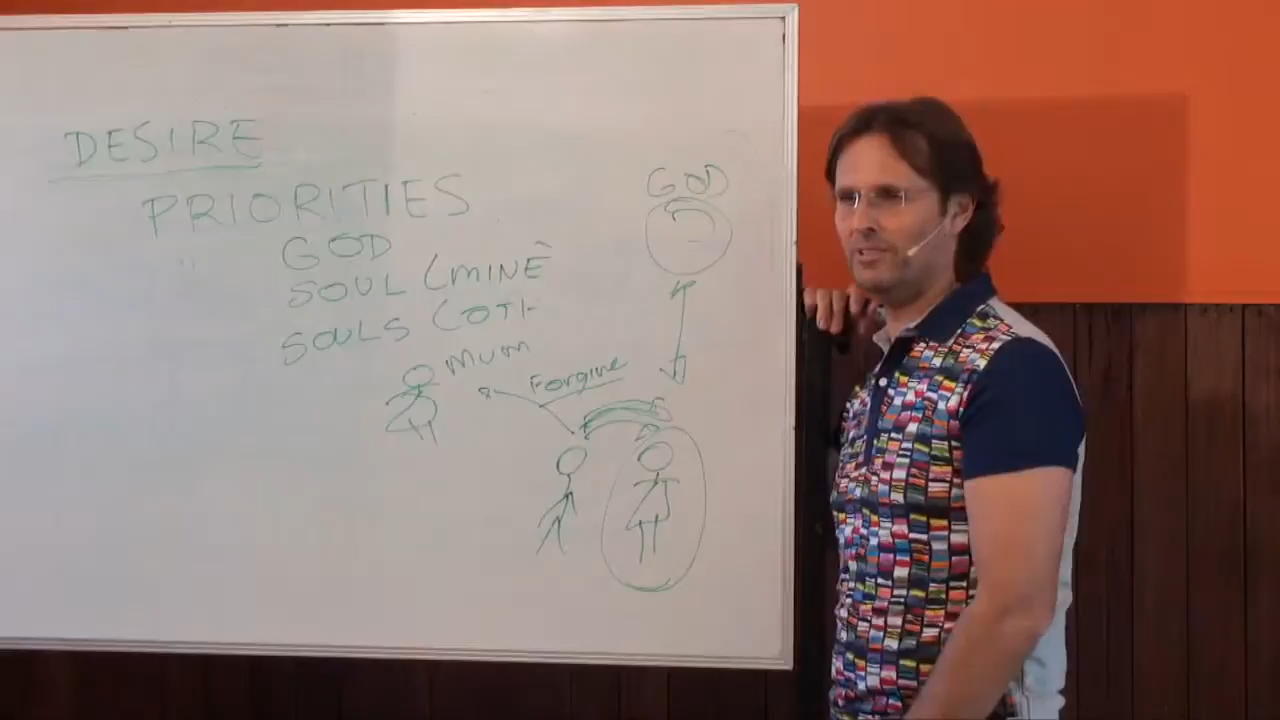 DESIRE
PRIORITIES
GOD
SOUL (MINE
SOULS (OTH
MUM
Forgive
GOD